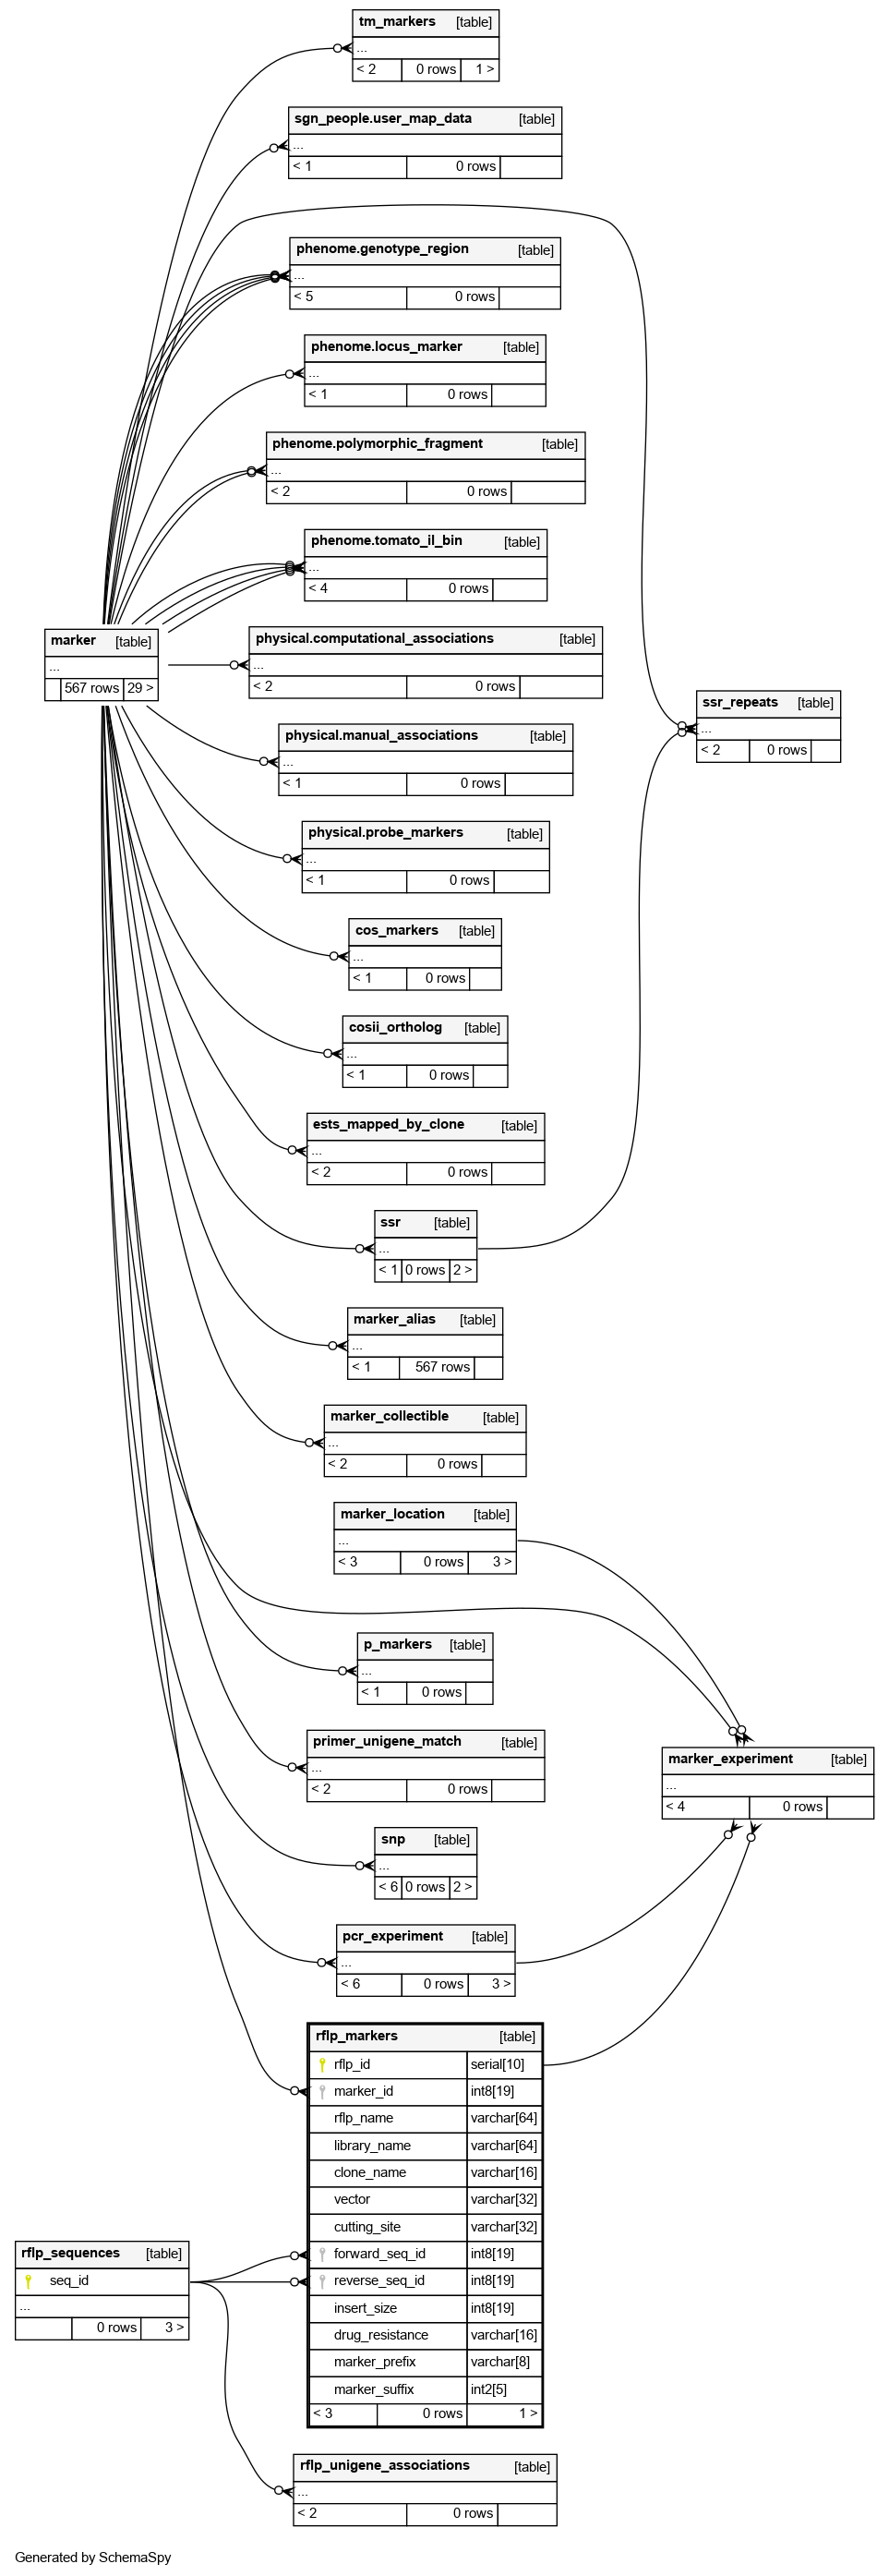 tm_markers [table]
...
< 2 0 rows 1 >
sgn_people.user_map_data [table]
...
< 1 0 rows
phenome.genotype_region [table]
...
< 5 0 rows
phenome.locus_marker [table]
...
< 1 0 rows
phenome.polymorphic_fragment [table]
...
< 2 0 rows
phenome.tomato_il_bin [table]
...
< 4 0 rows
marker [table]
...
567 rows 29 >
physical.computational_associations [table]
...
< 2 0 rows
ssr_repeats [table]
...
< 2 0 rows
physical.manual_associations [table]
...
< 1 0 rows
physical.probe_markers [table]
...
< 1 0 rows
cos_markers [table]
...
< 1 0 rows
cosii_ortholog [table]
...
< 1 0 rows
ests_mapped_by_clone [table]
...
< 2 0 rows
ssr [table]
...
< 1 0 rows 2 >
marker_alias [table]
...
< 1 567 rows
marker_collectible [table]
...
< 2 0 rows
marker_location [table]
...
< 3 0 rows 3 >
p_markers [table]
...
< 1 0 rows
primer_unigene_match [table]
...
< 2 0 rows
marker_experiment [table]
...
< 4 0 rows
snp [table]
...
< 6 0 rows 2 >
pcr_experiment [table]
...
< 6 0 rows 3 >
rflp_markers [table]
rflp_id serial[10]
marker_id int8[19]
rflp_name varchar[64]
library_name varchar[64]
clone_name varchar[16]
vector varchar[32]
cutting_site varchar[32]
forward_seq_id int8[19]
reverse_seq_id int8[19]
insert_size int8[19]
drug_resistance varchar[16]
marker_prefix varchar[8]
marker_suffix int2[5]
< 3 0 rows 1 >
rflp_sequences [table]
seq_id
...
0 rows 3 >
rflp_unigene_associations [table]
...
< 2 0 rows
Generated by SchemaSpy